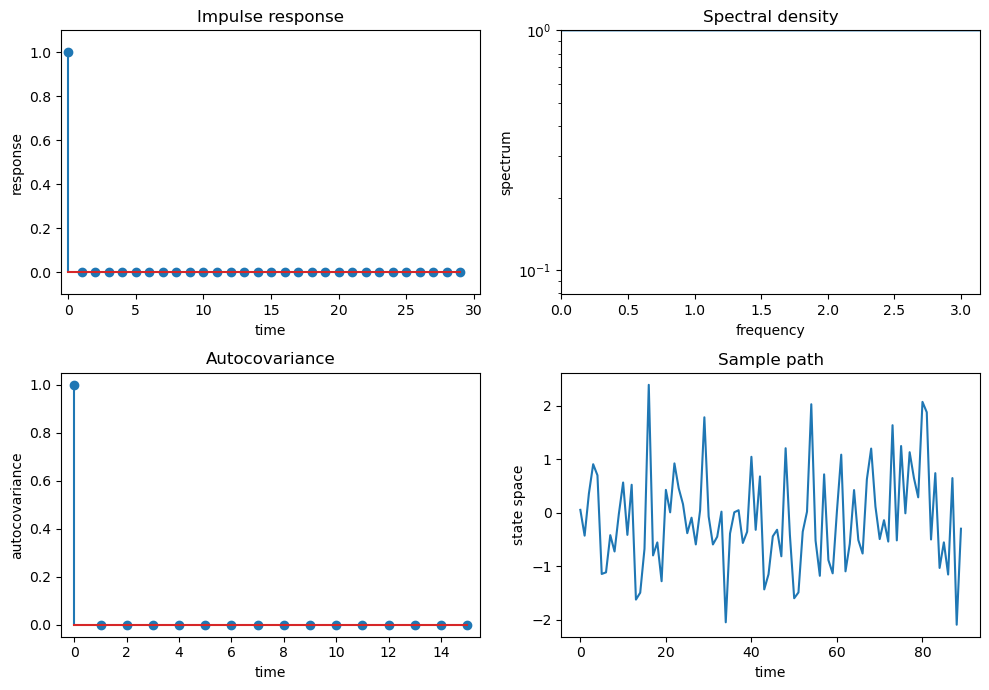 Impulse response
response
1.0
0.8
0.6
0.4
0.2
0.0
0 5 10 15 20 25 30
time
Spectral density
spectrum
10⁰
10⁻¹
0.0 0.5 1.0 1.5 2.0 2.5 3.0
frequency
Autocovariance
autocovariance
1.0
0.8
0.6
0.4
0.2
0.0
0 2 4 6 8 10 12 14
time
Sample path
state space
2
1
0
−1
−2
0 20 40 60 80
time